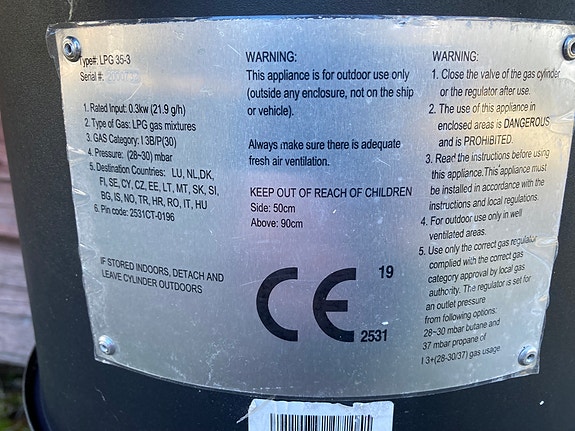 Type#: LPG 35-3
Serial #:
1. Rated Input: 0.3kw (21.9 g/h)
2. Type of Gas: LPG gas mixtures
3. GAS Category: I 3B/P(30)
4. Pressure: (28-30) mbar
5. Destination Countries: LU, NL,DK,
FI, SE, CY, CZ, EE, LT, MT, SK, SI,
BG, IS, NO, TR, HR, RO, IT, HU
6. Pin code: 2531CT-0196
IF STORED INDOORS, DETACH AND
LEAVE CYLINDER OUTDOORS
WARNING:
This appliance is for outdoor use only
(outside any enclosure, not on the ship
or vehicle).
Always make sure there is adequate
fresh air ventilation.
KEEP OUT OF REACH OF CHILDREN
Side: 50cm
Above: 90cm
CE
19
2531
WARNING:
1. Close the valve of the gas cylinder
or the regulator after use.
2. The use of this appliance in
enclosed areas is DANGEROUS
and is PROHIBITED.
3. Read the instructions before using
this appliance.This appliance must
be installed in accordance with the
instructions and local regulations.
4. For outdoor use only in well
ventilated areas.
5. Use only the correct gas regulator
complied with the correct gas
category approval by local gas
authority. The regulator is set for
an outlet pressure
from following options:
28~30 mbar butane and
37 mbar propane of
I 3+(28-30/37) gas usage.